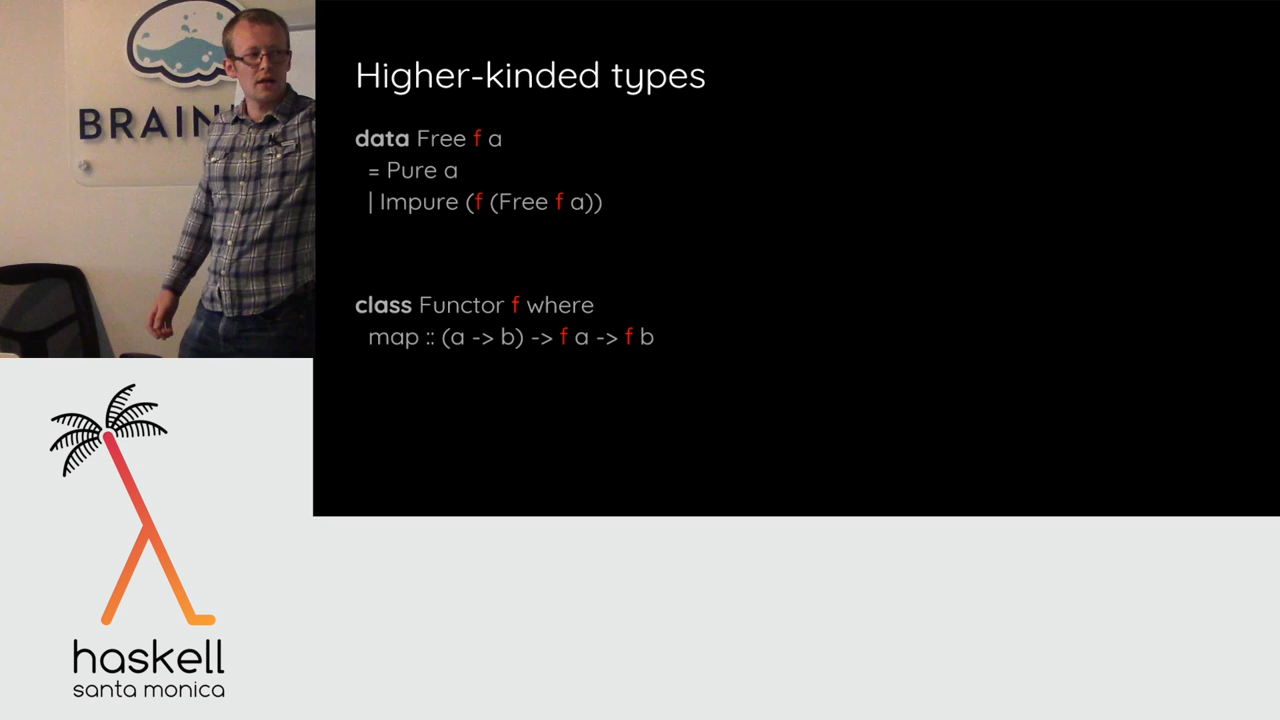 BRAIN
Higher-kinded types
data Free f a
= Pure a
| Impure (f (Free f a))
class Functor f where
map :: (a -> b) -> f a -> f b
haskell
santa monica